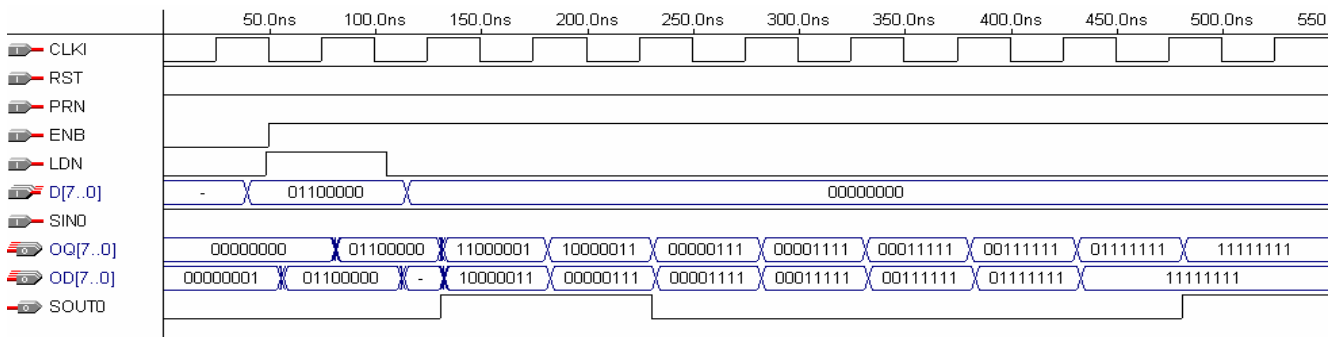 50.0ns 100.0ns 150.0ns 200.0ns 250.0ns 300.0ns 350.0ns 400.0ns 450.0ns 500.0ns 550
CLKI
RST
PRN
ENB
LDN
D[7..0] - 01100000 00000000
SIN0
OQ[7..0] 00000000 01100000 11000001 10000011 00000111 00001111 00011111 00111111 01111111 11111111
OD[7..0] 00000001 01100000 - 10000011 00000111 00001111 00011111 00111111 01111111 11111111
SOUT0